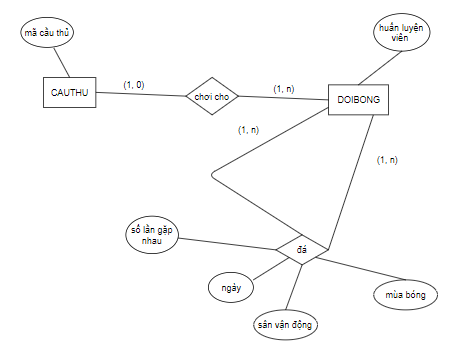 mã cầu thủ
huấn luyện
viên
CAUTHU
(1, 0)
chơi cho
(1, n)
DOIBONG
(1, n)
(1, n)
số lần gặp
nhau
đá
ngày
mùa bóng
sân vận động